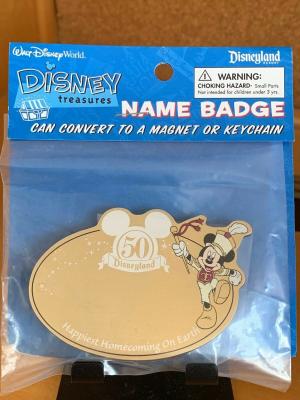 Walt Disney World.
Disneyland
RESORT
DISNEY
treasures
WARNING:
CHOKING HAZARD- Small Parts
Not intended for children under 3 yrs.
NAME BADGE
CAN CONVERT TO A MAGNET OR KEYCHAIN
50
Disneyland
Happiest Homecoming On Earth